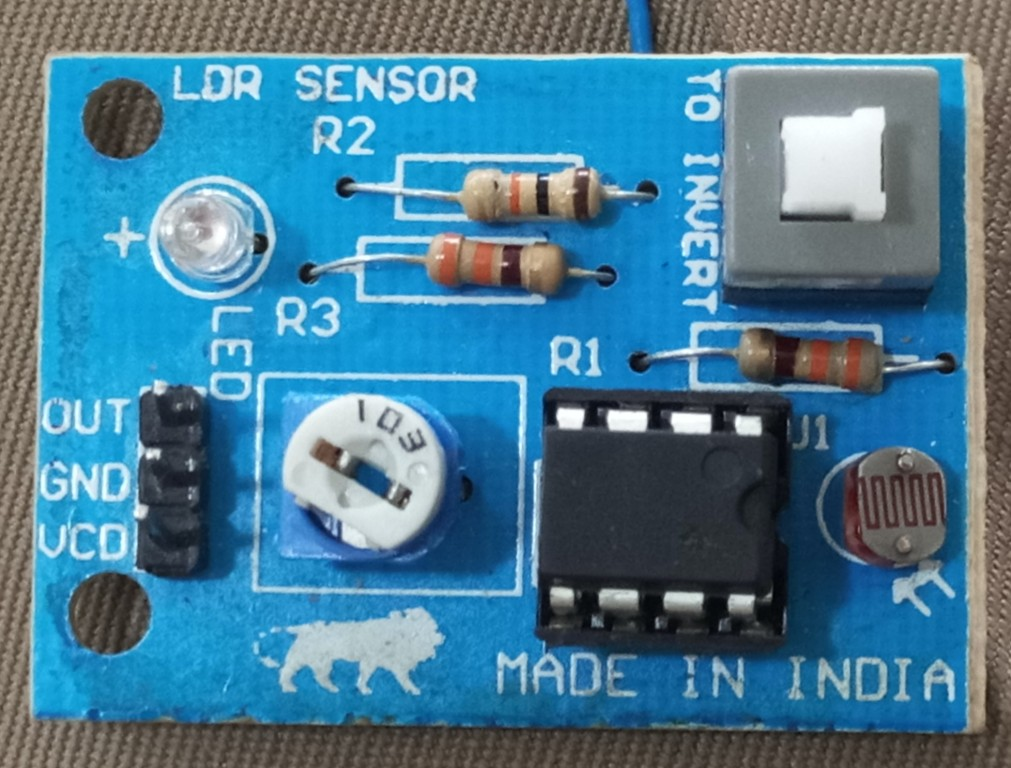 LDR SENSOR
R2
TO INVERT
+
R3
LED
R1
OUT
103
U1
GND
VCD
MADE IN INDIA